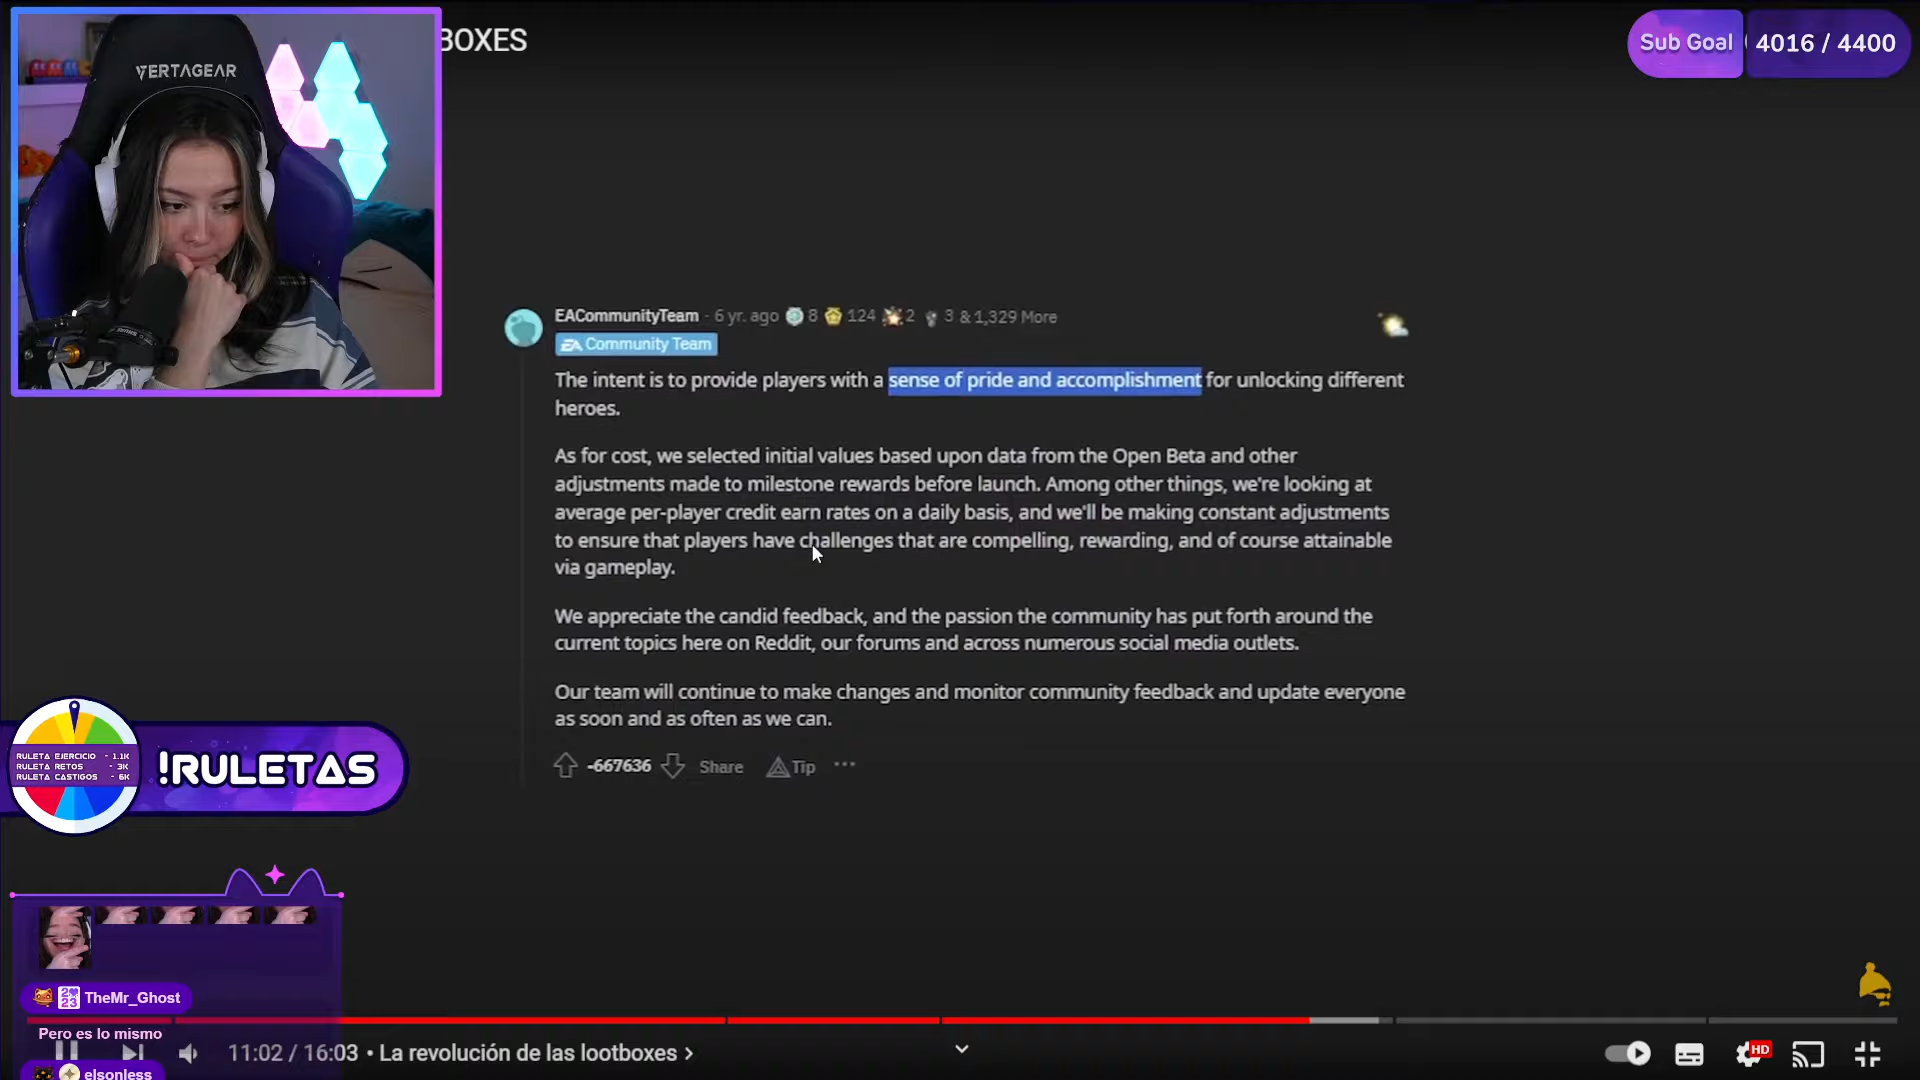 BOXES
Sub Goal
4016 / 4400
VERTAGEAR
EACommunityTeam · 6 yr. ago 8 124 2 3 & 1,329 More
EA Community Team
The intent is to provide players with a sense of pride and accomplishment for unlocking different
heroes.
As for cost, we selected initial values based upon data from the Open Beta and other
adjustments made to milestone rewards before launch. Among other things, we're looking at
average per-player credit earn rates on a daily basis, and we'll be making constant adjustments
to ensure that players have challenges that are compelling, rewarding, and of course attainable
via gameplay.
We appreciate the candid feedback, and the passion the community has put forth around the
current topics here on Reddit, our forums and across numerous social media outlets.
Our team will continue to make changes and monitor community feedback and update everyone
as soon and as often as we can.
-667636 Share Tip ···
RULETA EJERCICIO - 1.1K
RULETA RETOS - 3K
RULETA CASTIGOS - 6K
!RULETAS
2023 TheMr_Ghost
Pero es lo mismo
elsonless
11:02 / 16:03 • La revolución de las lootboxes ›
HD